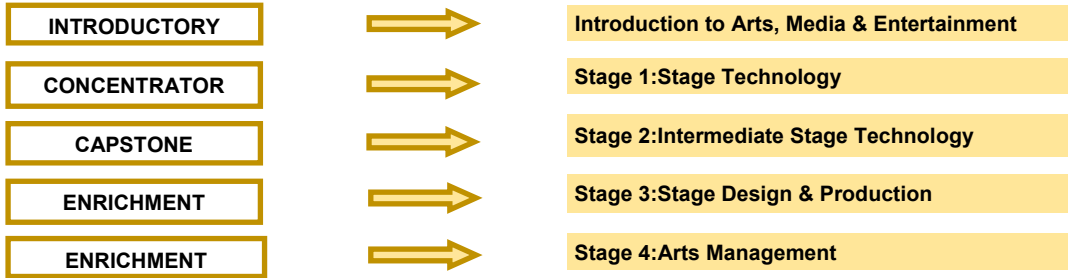 INTRODUCTORY
Introduction to Arts, Media & Entertainment
CONCENTRATOR
Stage 1:Stage Technology
CAPSTONE
Stage 2:Intermediate Stage Technology
ENRICHMENT
Stage 3:Stage Design & Production
ENRICHMENT
Stage 4:Arts Management